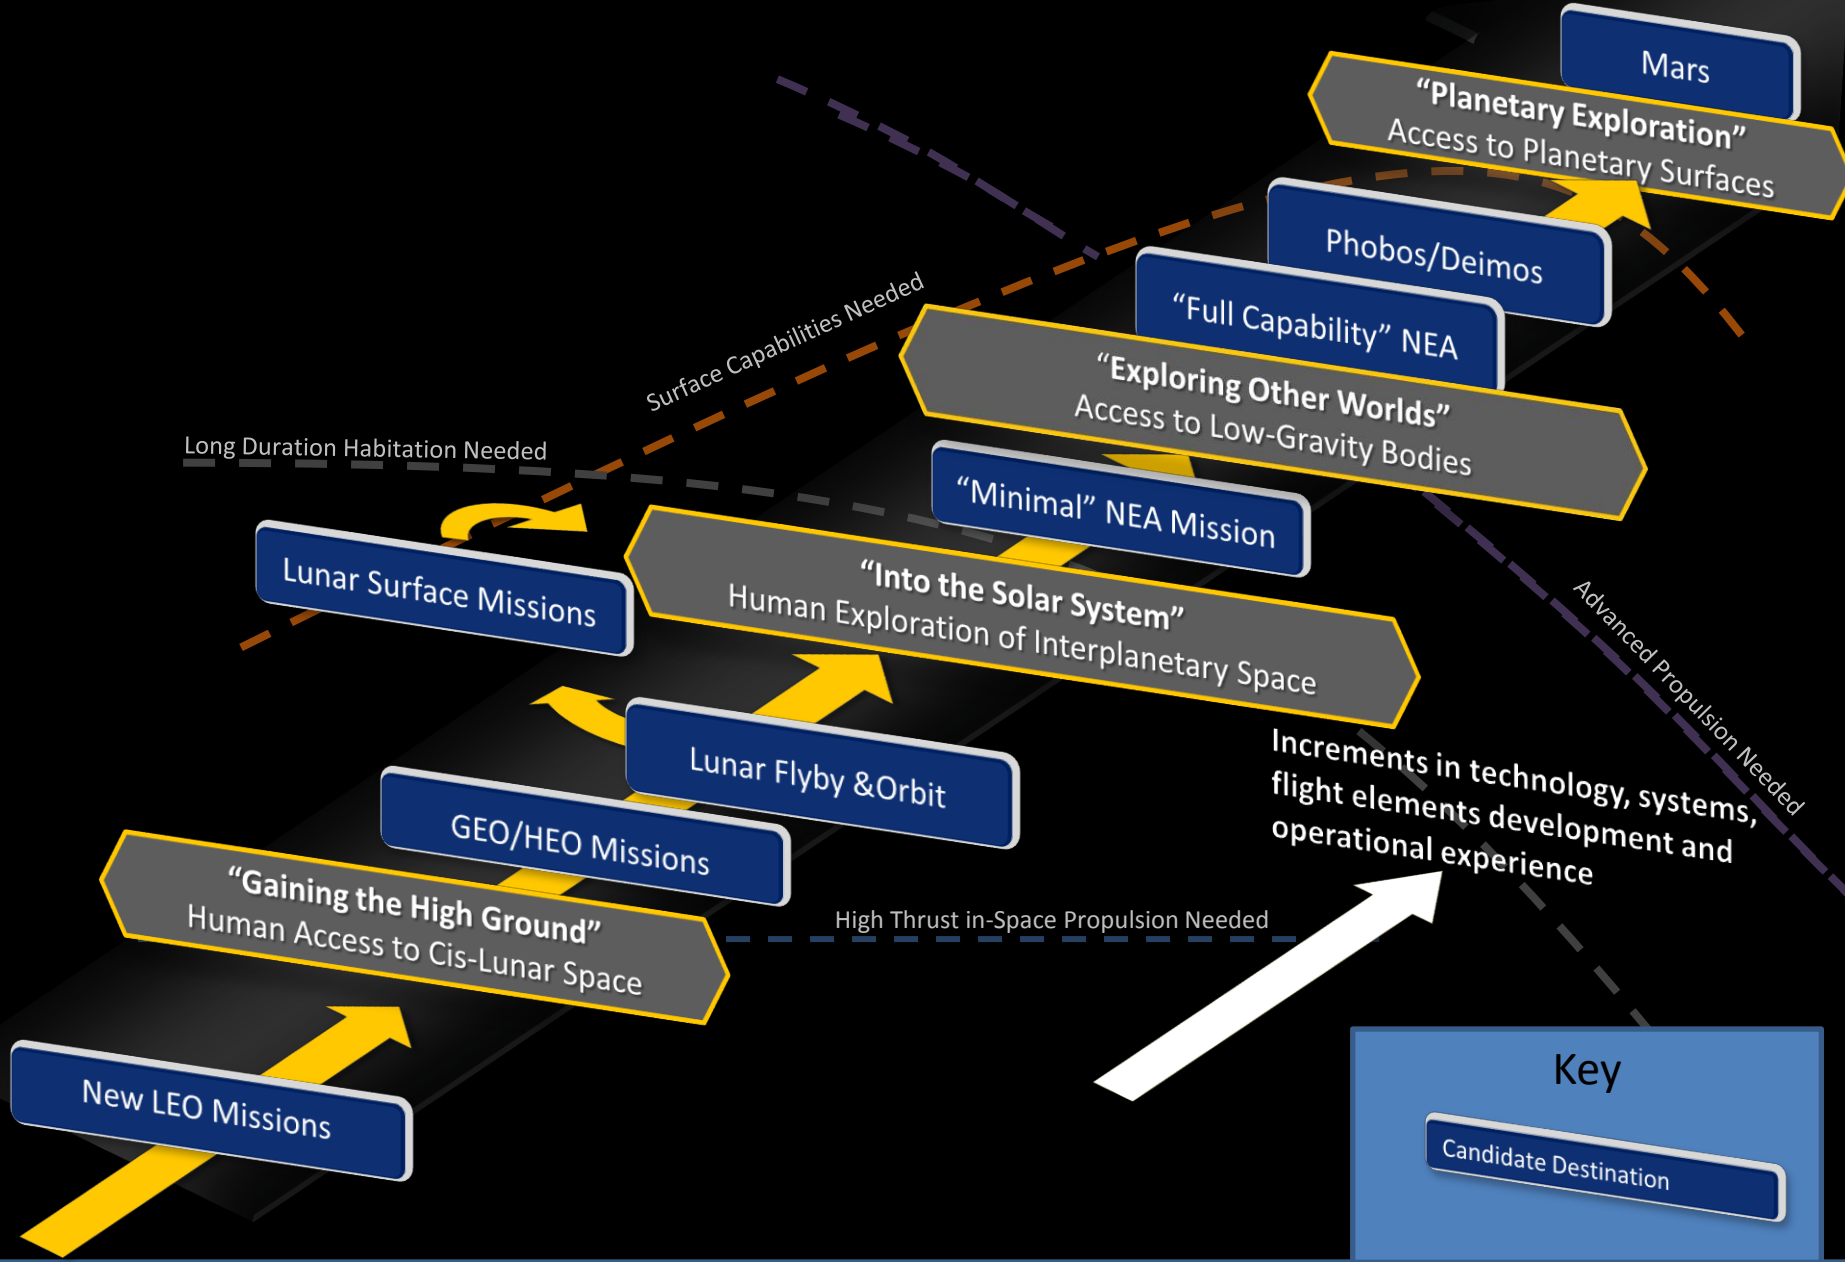 Mars
“Planetary Exploration”
Access to Planetary Surfaces
Phobos/Deimos
“Full Capability” NEA
Surface Capabilities Needed
“Exploring Other Worlds”
Access to Low-Gravity Bodies
Long Duration Habitation Needed
“Minimal” NEA Mission
Lunar Surface Missions
“Into the Solar System”
Human Exploration of Interplanetary Space
Advanced Propulsion Needed
Lunar Flyby &Orbit
Increments in technology, systems,
flight elements development and
operational experience
GEO/HEO Missions
“Gaining the High Ground”
Human Access to Cis-Lunar Space
High Thrust in-Space Propulsion Needed
New LEO Missions
Key
Candidate Destination